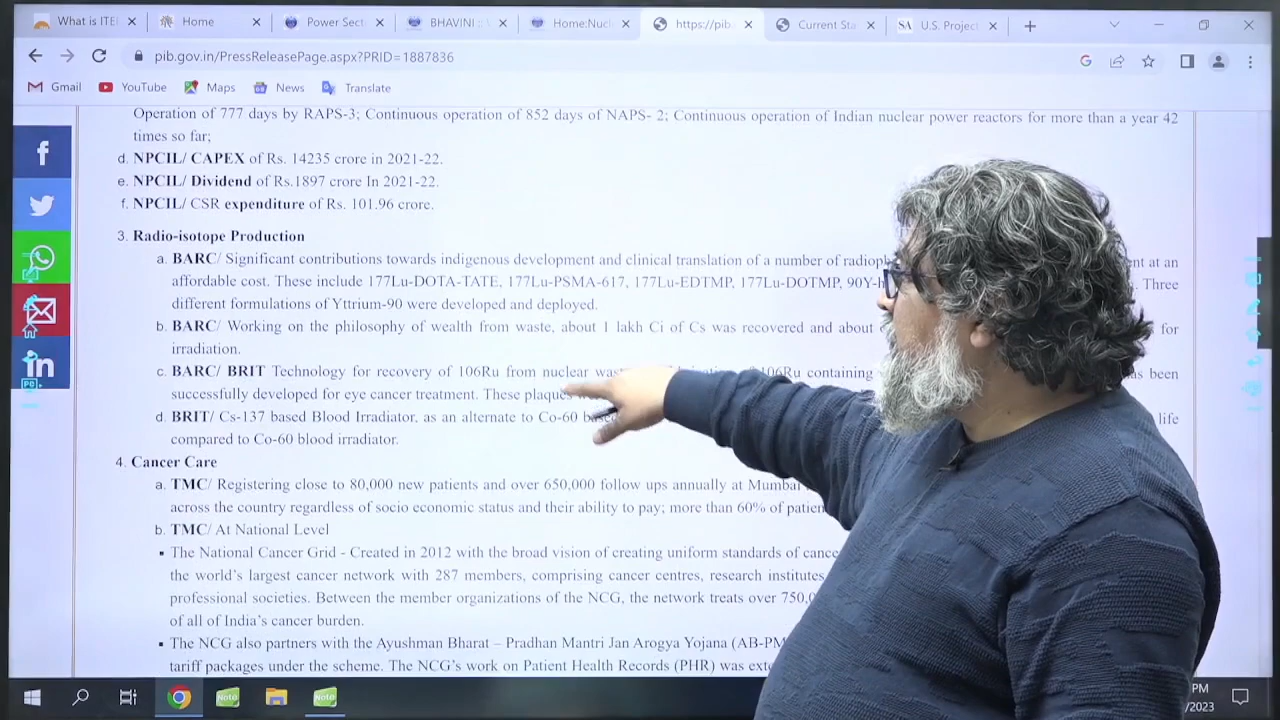 What is ITE
Home
Power Sect
BHAVINI ::
Home:Nucl
https://pib.
Current Sta
SA U.S. Project
pib.gov.in/PressReleasePage.aspx?PRID=1887836
Gmail YouTube Maps News Translate
Operation of 777 days by RAPS-3; Continuous operation of 852 days of NAPS- 2; Continuous operation of Indian nuclear power reactors for more than a year 42
times so far;
d. NPCIL/ CAPEX of Rs. 14235 crore in 2021-22.
e. NPCIL/ Dividend of Rs.1897 crore In 2021-22.
f. NPCIL/ CSR expenditure of Rs. 101.96 crore.
3. Radio-isotope Production
a. BARC/ Significant contributions towards indigenous development and clinical translation of a number of at an
affordable cost. These include 177Lu-DOTA-TATE, 177Lu-PSMA-617, 177Lu-EDTMP, 177Lu-DOTMP, Three
different formulations of Yttrium-90 were developed and deployed.
b. BARC/ Working on the philosophy of wealth from waste, about 1 lakh Ci of Cs was recovered and about for
irradiation.
c. BARC/ BRIT Technology for recovery of 106Ru from nuclear 106Ru containing been
successfully developed for eye cancer treatment. These plaques
d. BRIT/ Cs-137 based Blood Irradiator, as an alternate to Co-60 life
compared to Co-60 blood irradiator.
4. Cancer Care
a. TMC/ Registering close to 80,000 new patients and over 650,000 follow ups annually at Mumbai
across the country regardless of socio economic status and their ability to pay; more than 60% of
b. TMC/ At National Level
▪ The National Cancer Grid - Created in 2012 with the broad vision of creating uniform standards of
the world's largest cancer network with 287 members, comprising cancer centres, research institutes
professional societies. Between the member organizations of the NCG, the network treats over
of all of India's cancer burden.
▪ The NCG also partners with the Ayushman Bharat – Pradhan Mantri Jan Arogya Yojana
tariff packages under the scheme. The NCG's work on Patient Health Records (PHR) was
PM
/2023